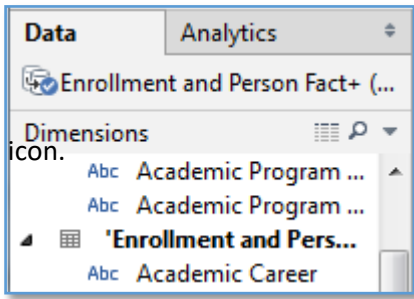 Data Analytics
Enrollment and Person Fact+ (...
Dimensions
icon.
Abc Academic Program ...
Abc Academic Program ...
'Enrollment and Pers...
Abc Academic Career